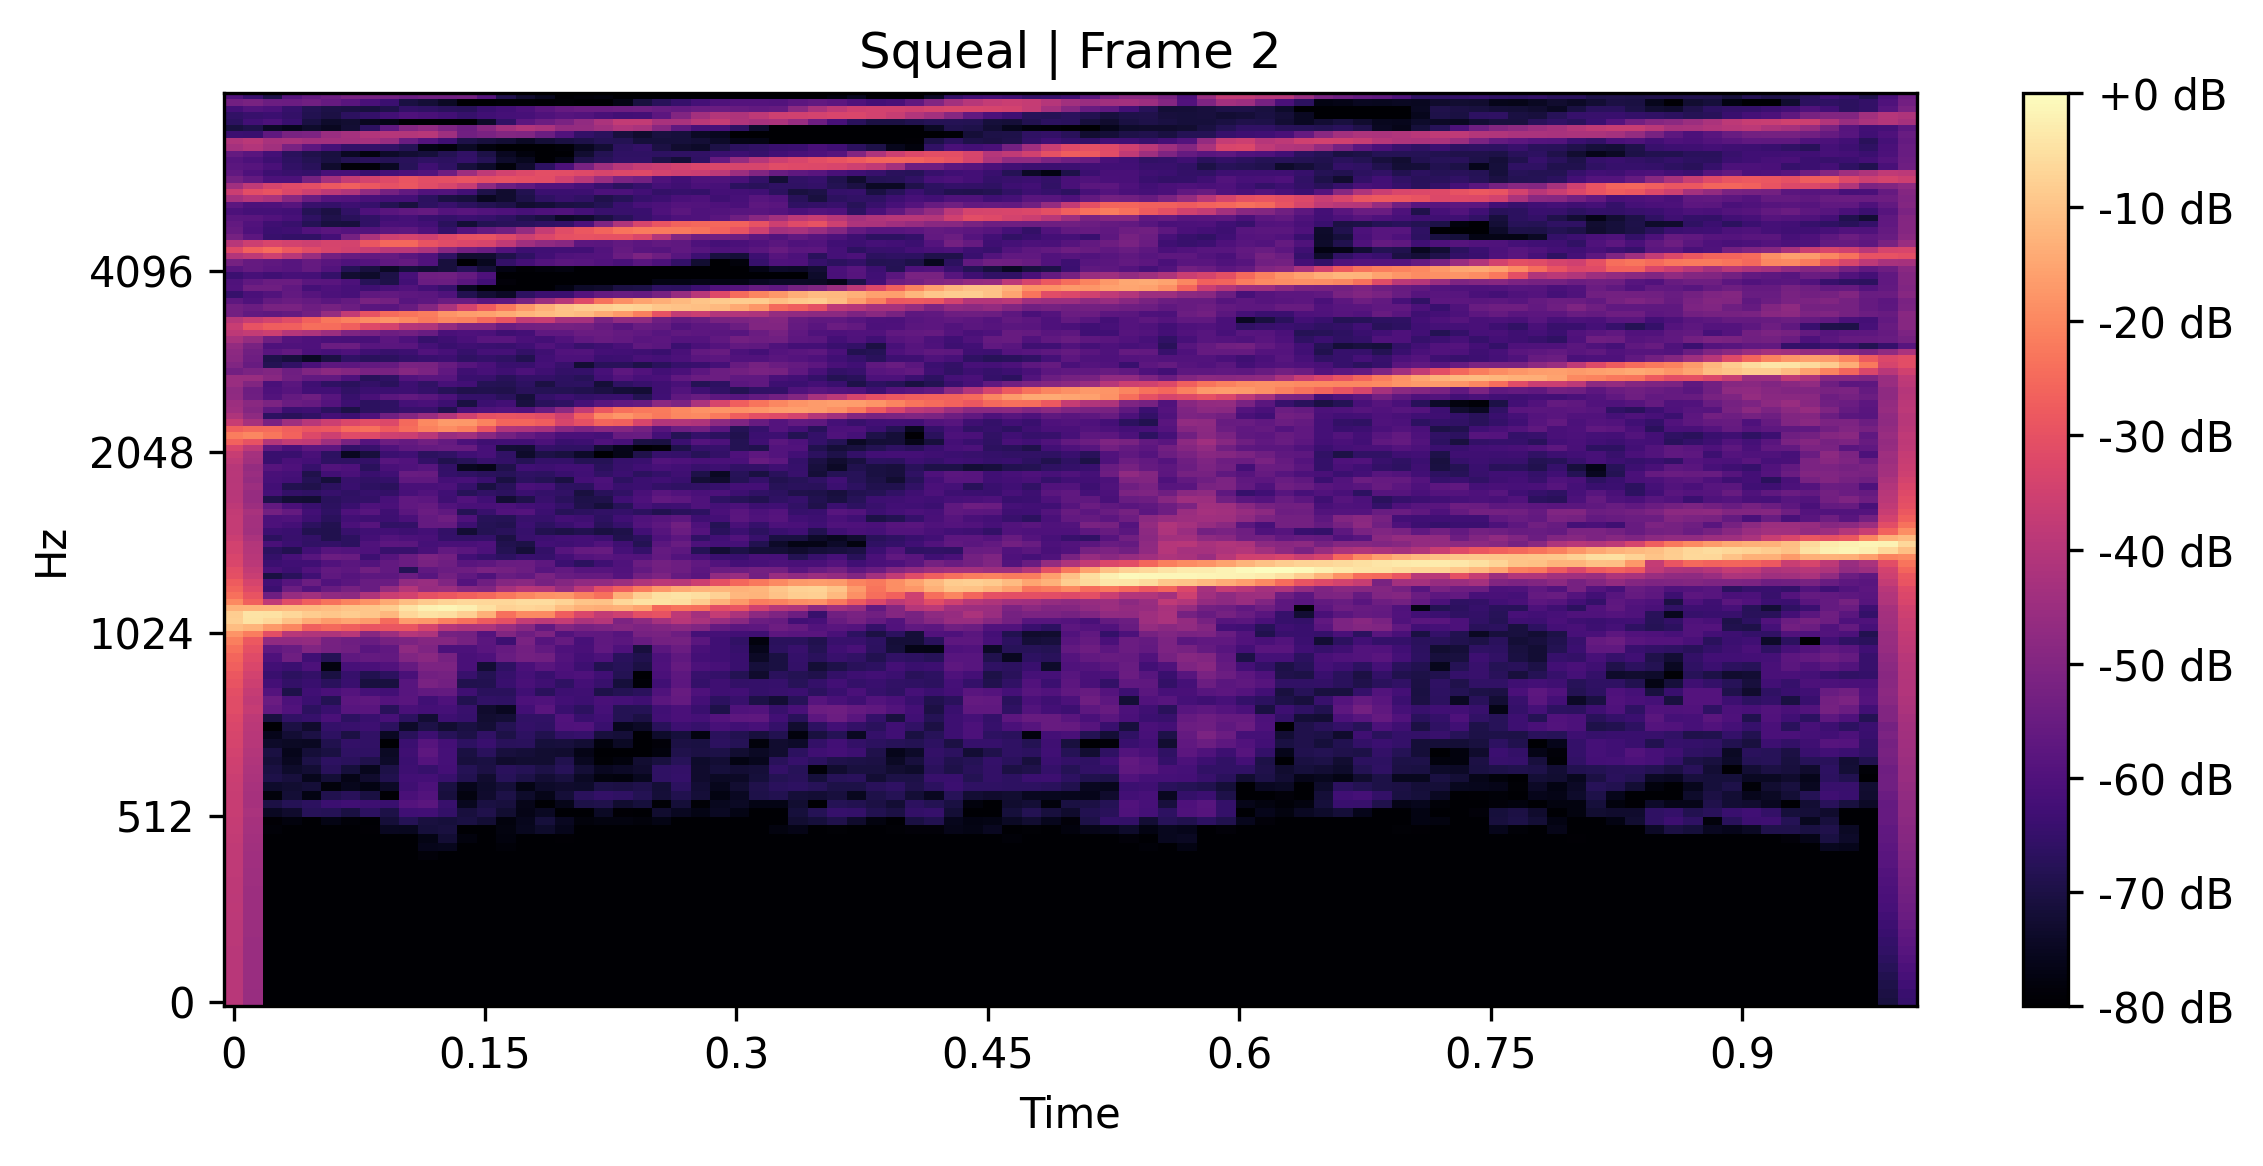 Squeal | Frame 2
Hz
4096
2048
1024
512
0
0 0.15 0.3 0.45 0.6 0.75 0.9
Time
+0 dB
-10 dB
-20 dB
-30 dB
-40 dB
-50 dB
-60 dB
-70 dB
-80 dB